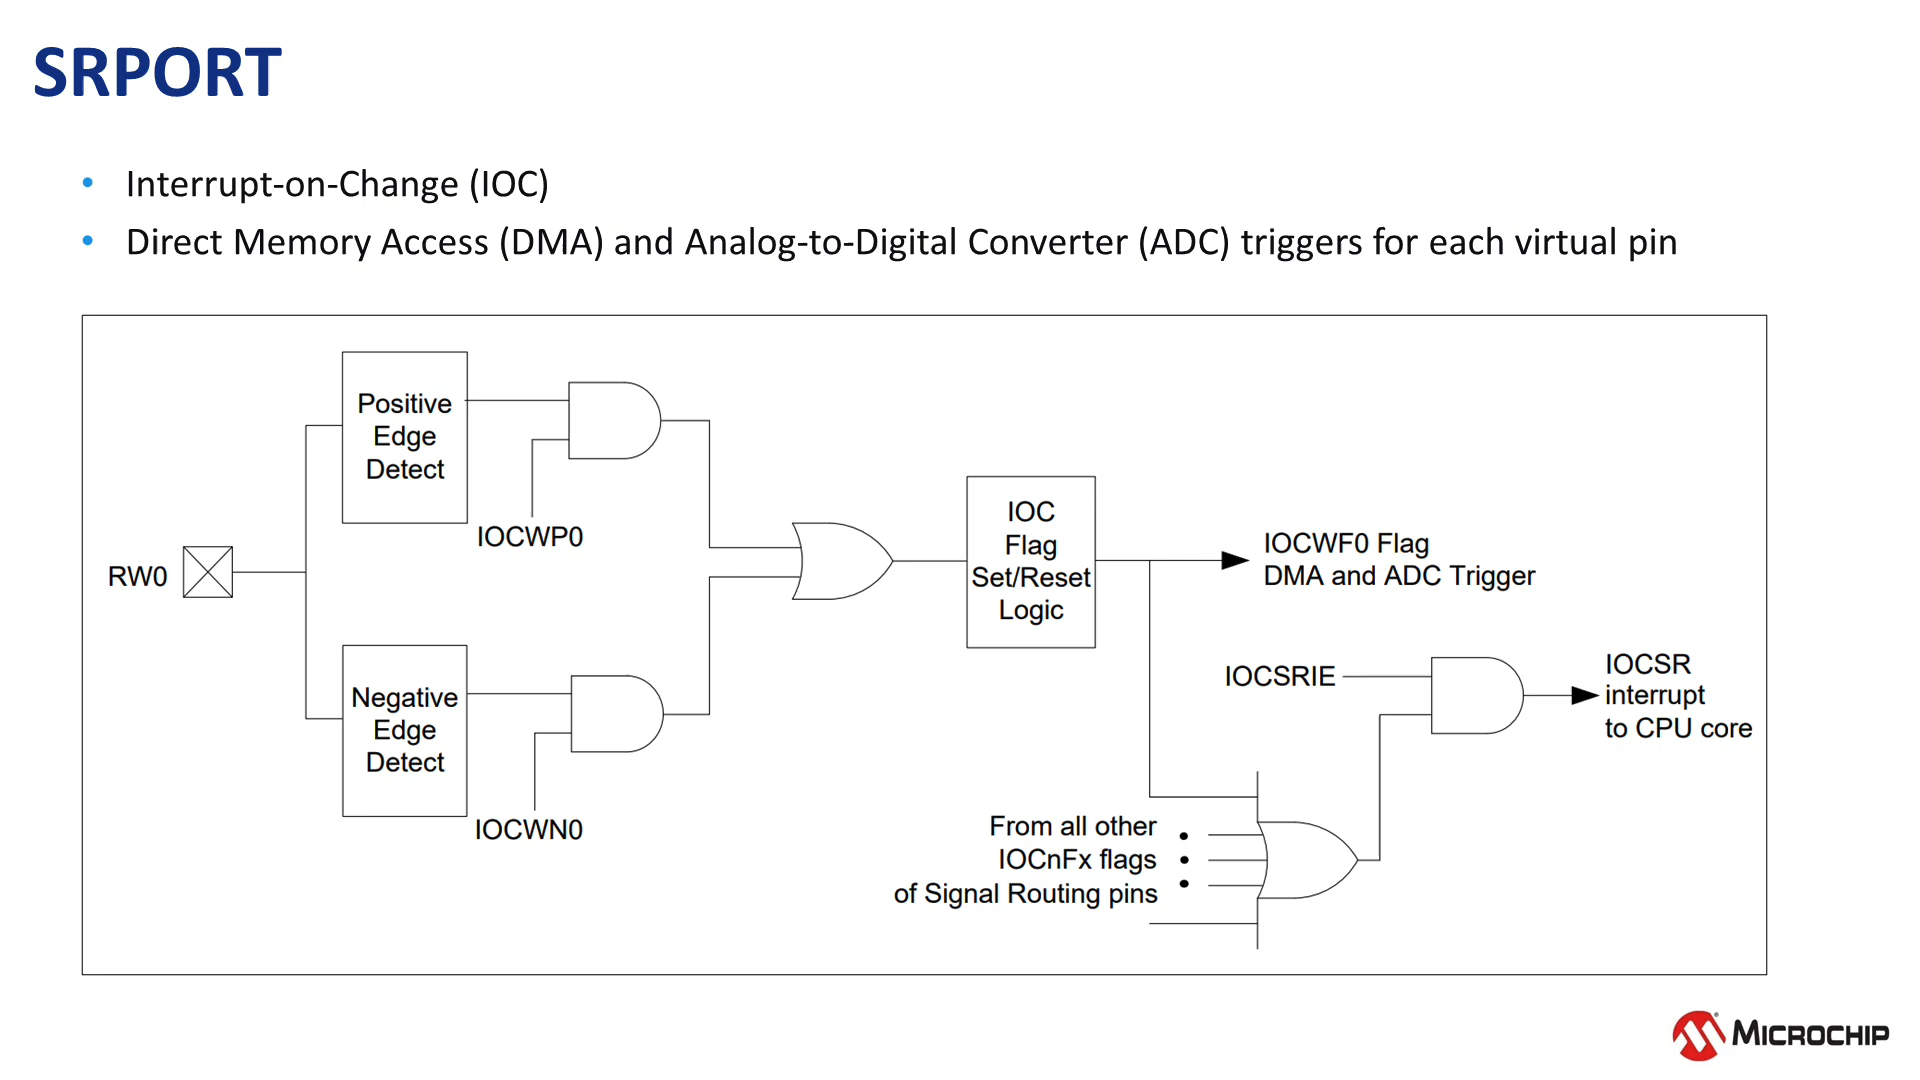 SRPORT
• Interrupt-on-Change (IOC)
• Direct Memory Access (DMA) and Analog-to-Digital Converter (ADC) triggers for each virtual pin
Positive
Edge
Detect
IOCWP0
RW0
Negative
Edge
Detect
IOCWN0
IOC
Flag
Set/Reset
Logic
IOCWF0 Flag
DMA and ADC Trigger
IOCSRIE
IOCSR
interrupt
to CPU core
From all other
IOCnFx flags
of Signal Routing pins
MICROCHIP